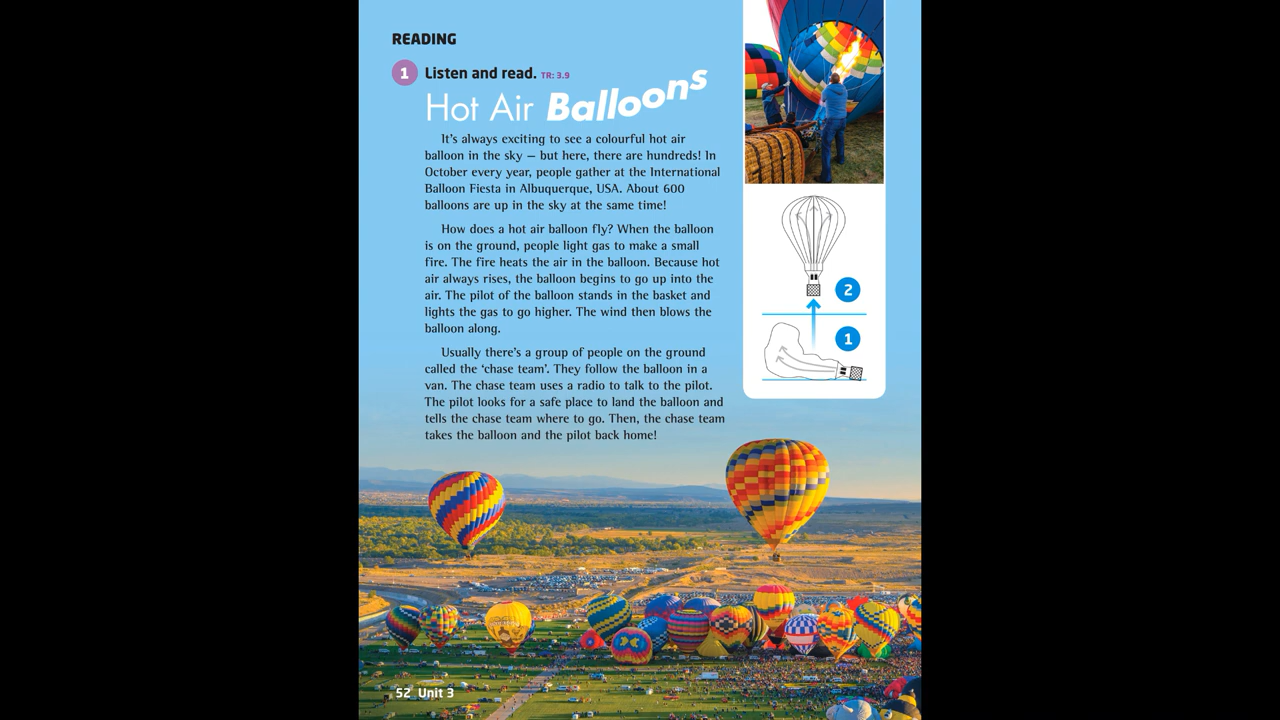 READING
1 Listen and read. TR: 3.9
Hot Air Balloons
It's always exciting to see a colourful hot air
balloon in the sky — but here, there are hundreds! In
October every year, people gather at the International
Balloon Fiesta in Albuquerque, USA. About 600
balloons are up in the sky at the same time!
How does a hot air balloon fly? When the balloon
is on the ground, people light gas to make a small
fire. The fire heats the air in the balloon. Because hot
air always rises, the balloon begins to go up into the
air. The pilot of the balloon stands in the basket and
lights the gas to go higher. The wind then blows the
balloon along.
Usually there's a group of people on the ground
called the ‘chase team’. They follow the balloon in a
van. The chase team uses a radio to talk to the pilot.
The pilot looks for a safe place to land the balloon and
tells the chase team where to go. Then, the chase team
takes the balloon and the pilot back home!
2
1
52 Unit 3